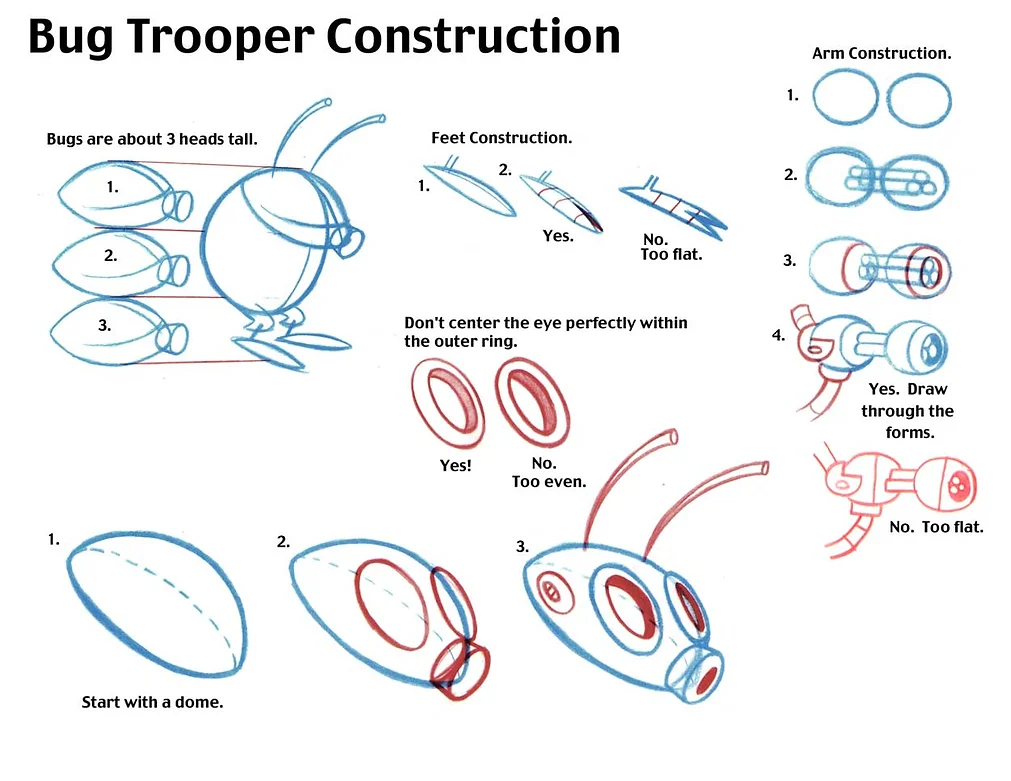 Bug Trooper Construction
Bugs are about 3 heads tall.
1.
2.
3.
Feet Construction.
1.
2.
Yes.
No.
Too flat.
Don't center the eye perfectly within
the outer ring.
Yes!
No.
Too even.
Arm Construction.
1.
2.
3.
4.
Yes. Draw
through the
forms.
No. Too flat.
1.
Start with a dome.
2.
3.